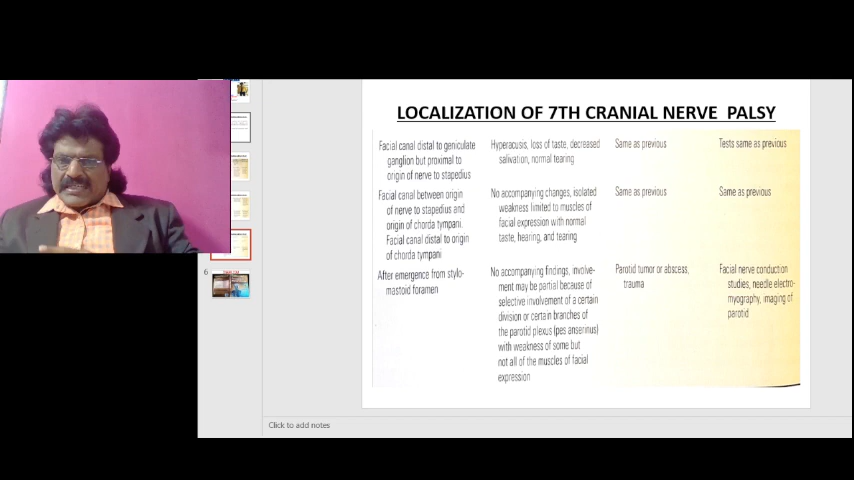 LOCALIZATION OF 7TH CRANIAL NERVE PALSY
Facial canal distal to geniculate
ganglion but proximal to
origin of nerve to stapedius
Hyperacusis, loss of taste, decreased
salivation, normal tearing
Same as previous
Tests same as previous
Facial canal between origin
of nerve to stapedius and
origin of chorda tympani.
Facial canal distal to origin
of chorda tympani
No accompanying changes, isolated
weakness limited to muscles of
facial expression with normal
taste, hearing, and tearing
Same as previous
Same as previous
After emergence from stylo-
mastoid foramen
No accompanying findings, involve-
ment may be partial because of
selective involvement of a certain
division or certain branches of
the parotid plexus (pes anserinus)
with weakness of some but
not all of the muscles of facial
expression
Parotid tumor or abscess,
trauma
Facial nerve conduction
studies, needle electro-
myography, imaging of
parotid
6
Click to add notes